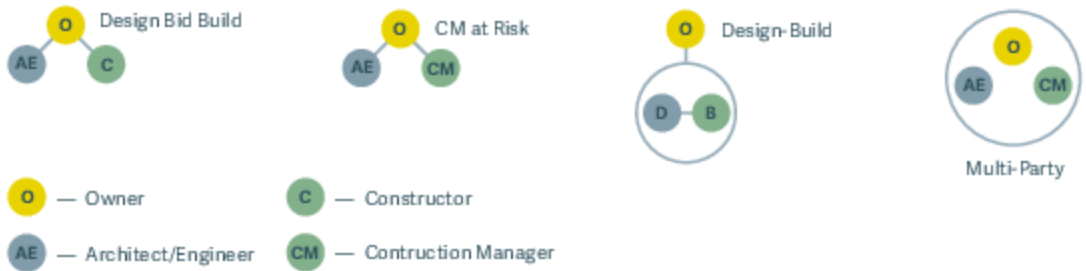 O Design Bid Build
AE C
O CM at Risk
AE CM
O Design-Build
D B
O
AE CM
Multi-Party
O — Owner
C — Constructor
AE — Architect/Engineer
CM — Contruction Manager